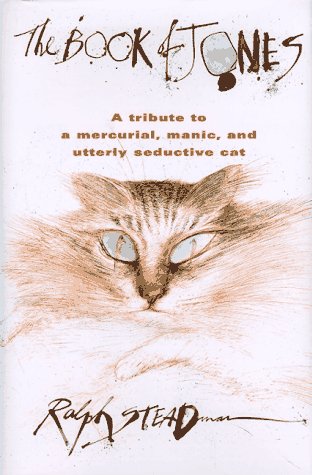 The BOOK of JONES
A tribute to
a mercurial, manic, and
utterly seductive cat
Ralph STEADman